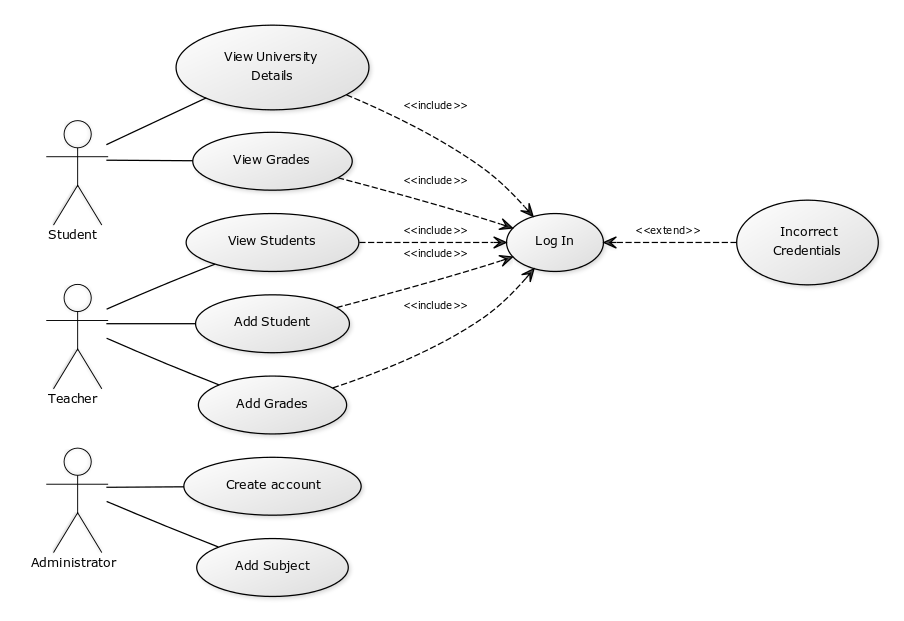 View University
Details
<<include>>
View Grades
<<include>>
Student
View Students
<<include>>
Log In
<<extend>>
Incorrect
Credentials
<<include>>
Add Student
<<include>>
Teacher
Add Grades
Create account
Administrator
Add Subject